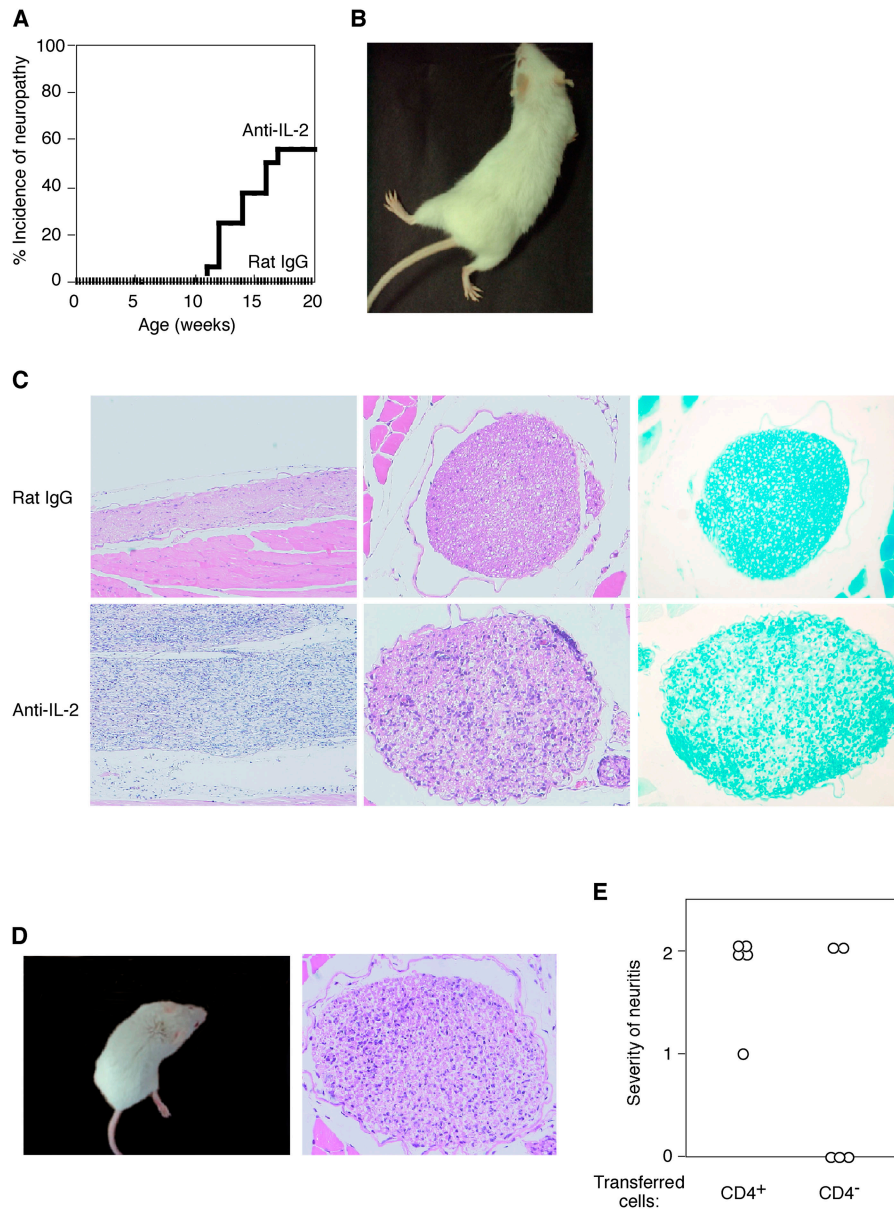 A
% Incidence of neuropathy
100
80
60
40
20
0
Anti-IL-2
Rat IgG
0 5 10 15 20
Age (weeks)
B
C
Rat IgG
Anti-IL-2
D
E
Severity of neuritis
2
1
0
Transferred
cells:
CD4+ CD4-